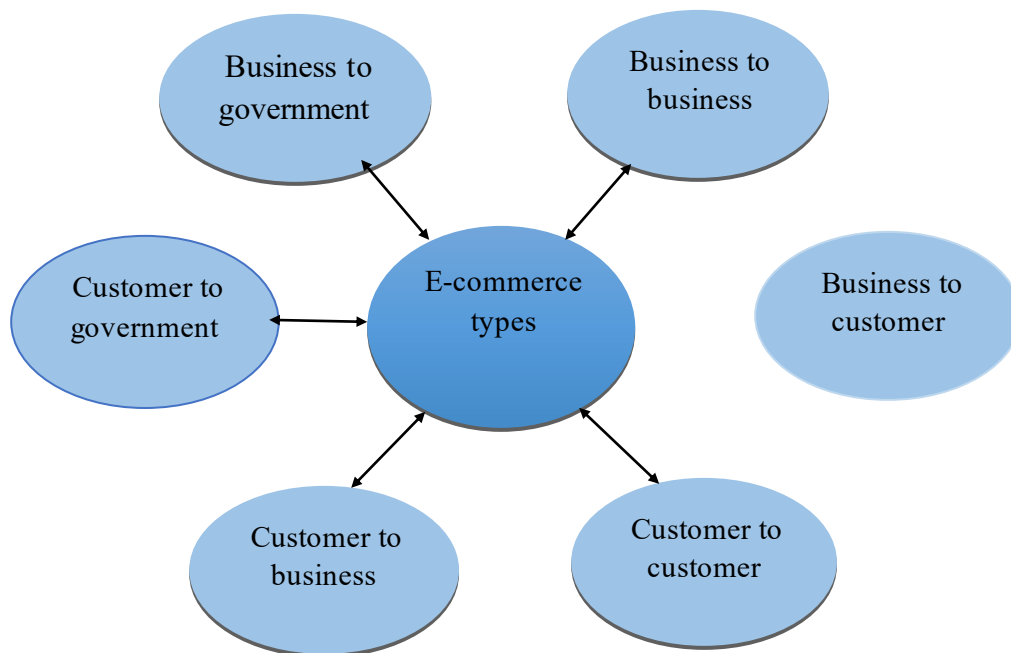 Business to
government
Business to
business
Customer to
government
E-commerce
types
Business to
customer
Customer to
business
Customer to
customer